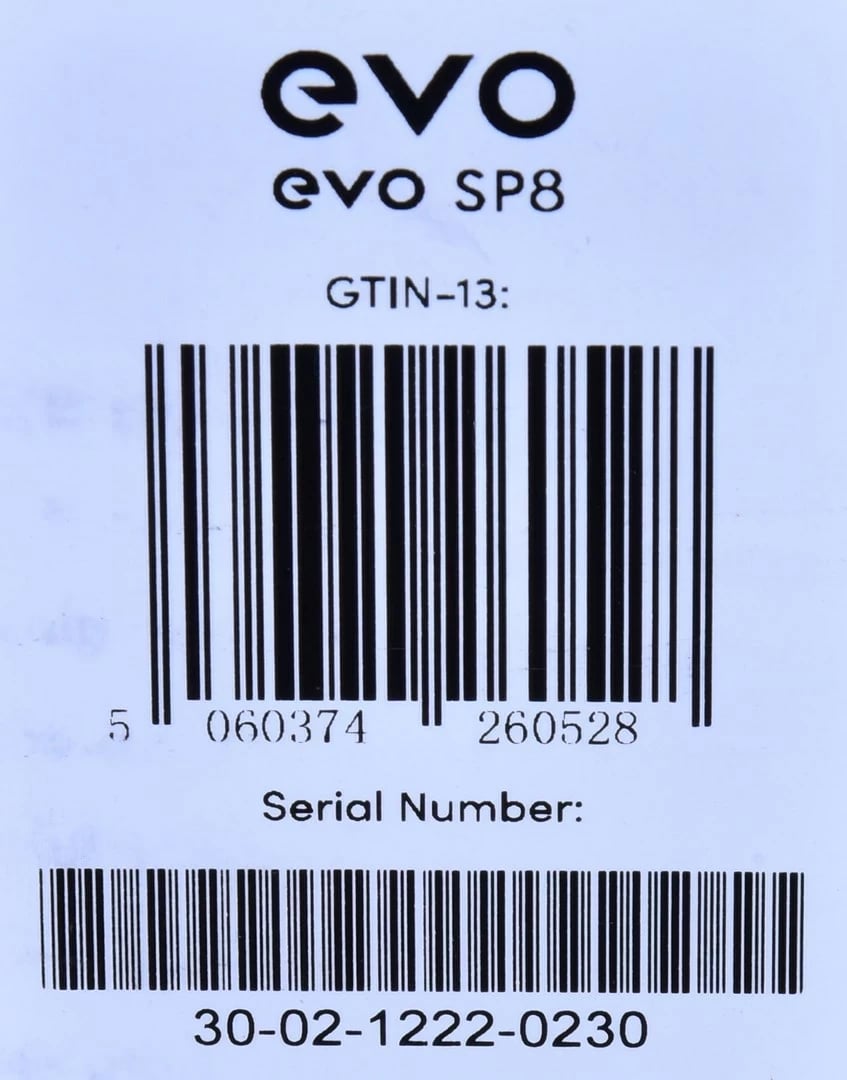 evo
evo SP8
GTIN-13:
5 060374 260528
Serial Number:
30-02-1222-0230